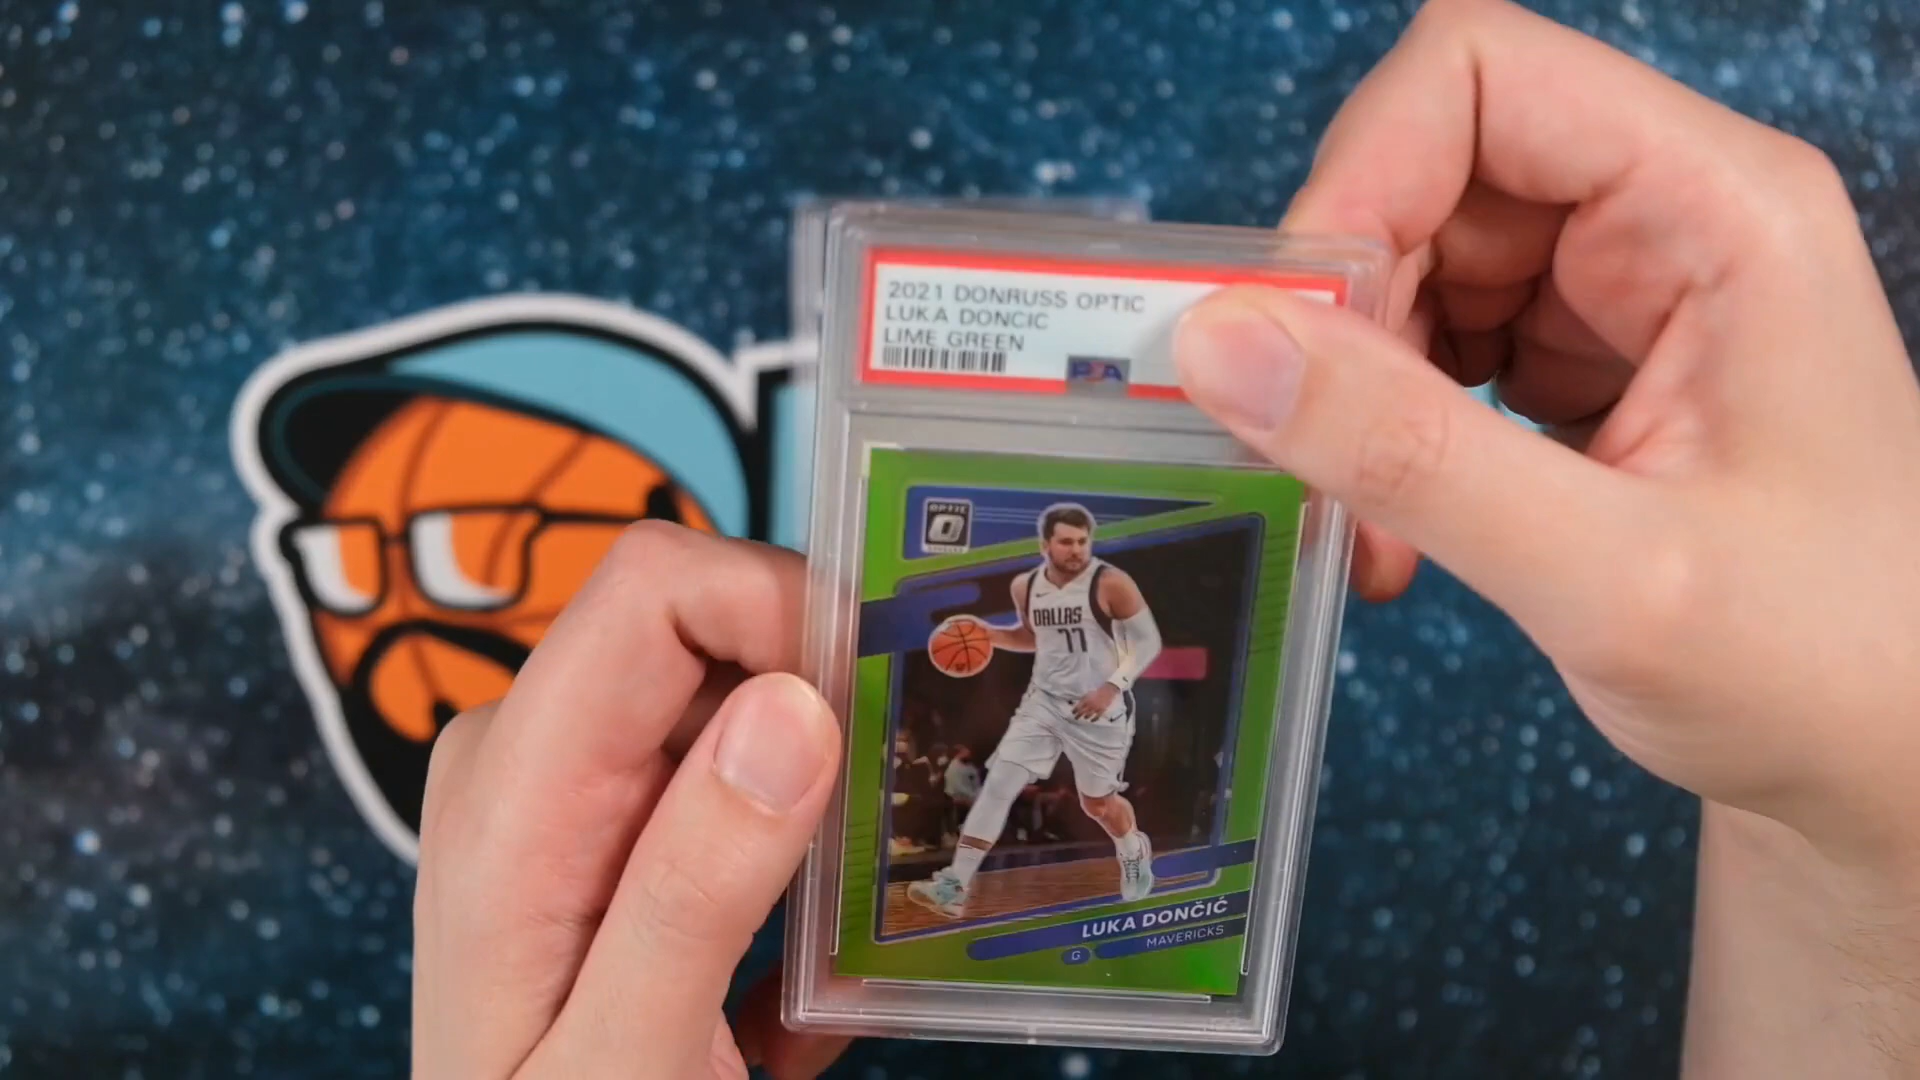 2021 DONRUSS OPTIC
LUKA DONCIC
LIME GREEN
PSA
OPTIC
DALLAS
77
LUKA DONČIĆ
MAVERICKS
G